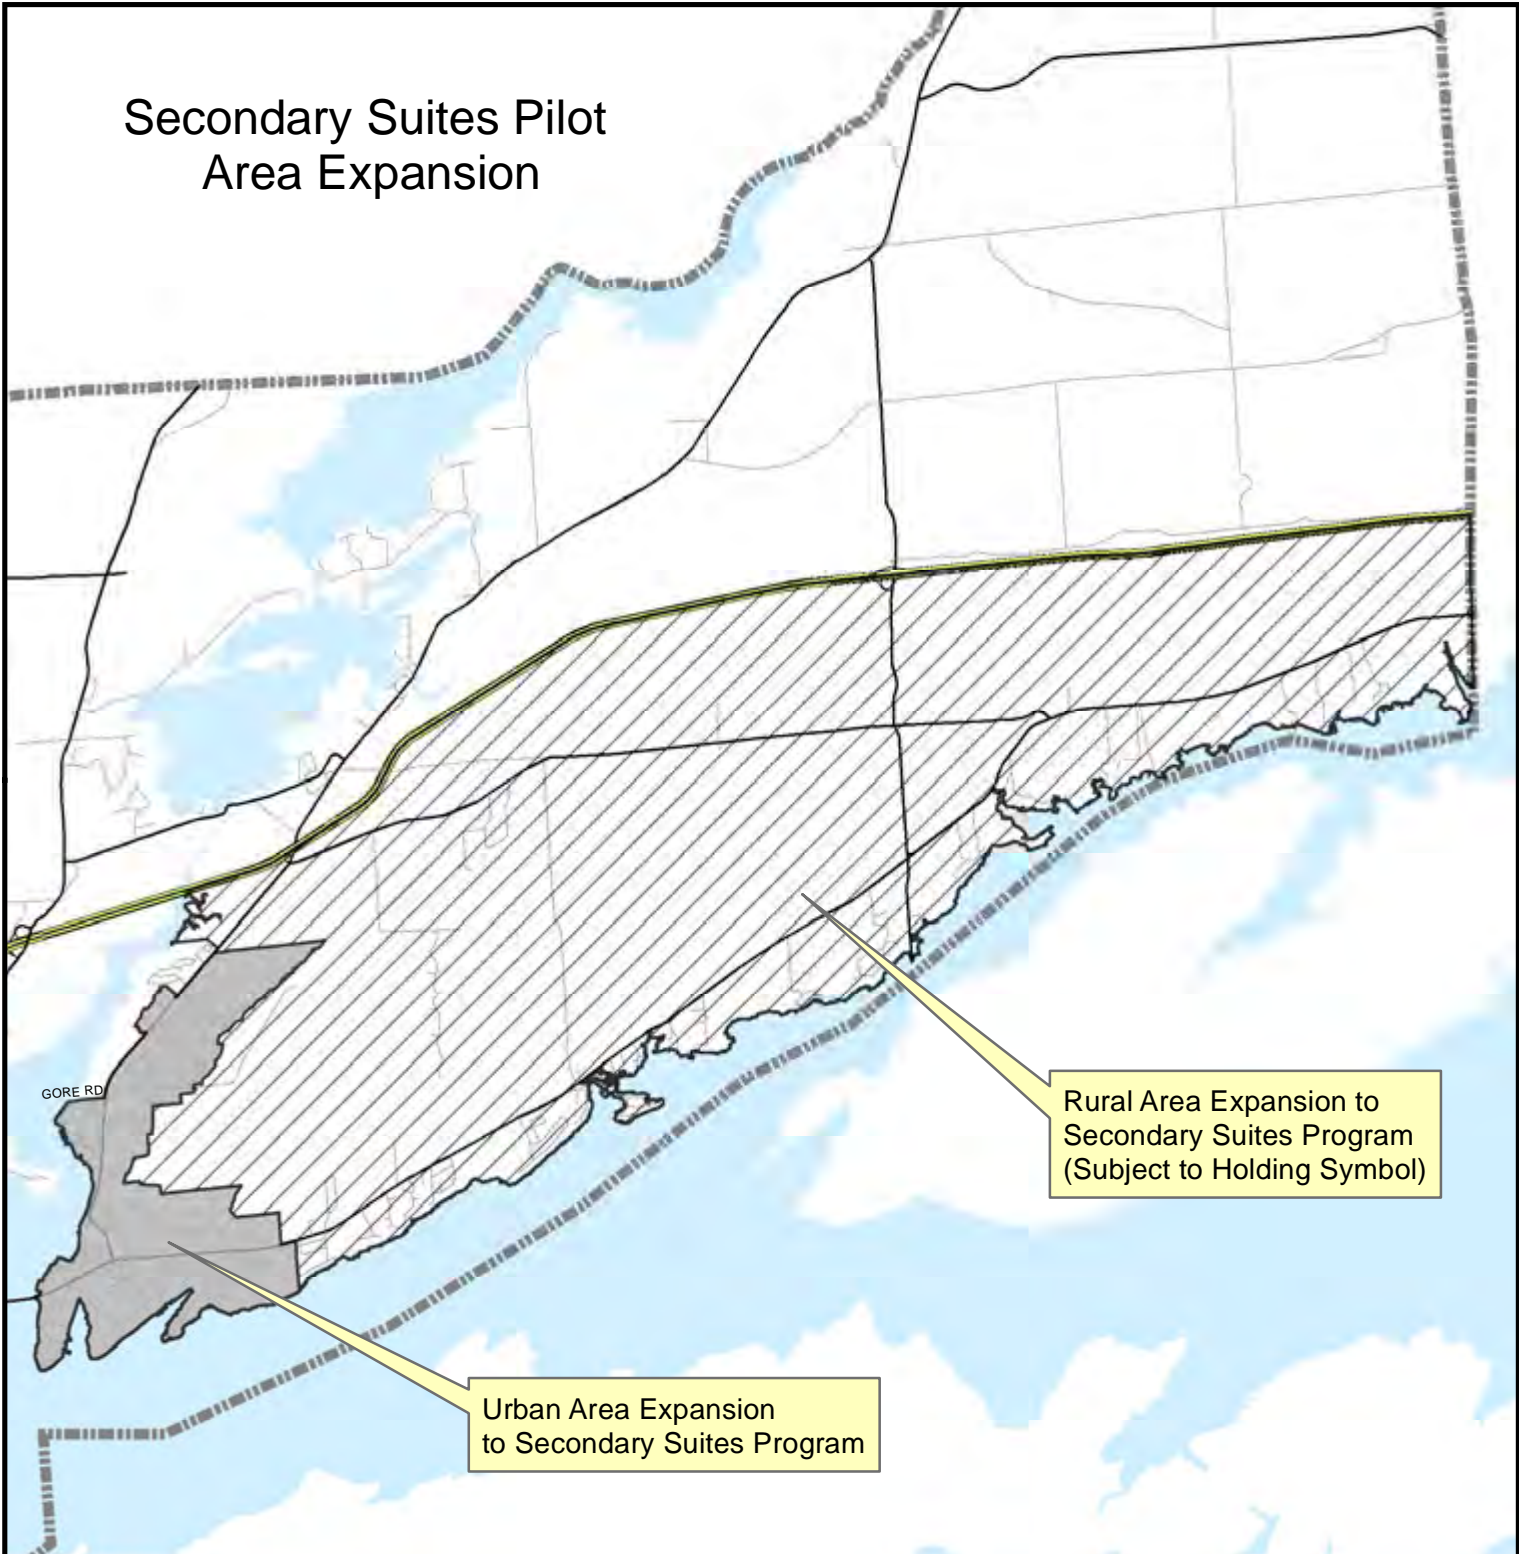 Secondary Suites Pilot
Area Expansion
GORE RD
Rural Area Expansion to
Secondary Suites Program
(Subject to Holding Symbol)
Urban Area Expansion
to Secondary Suites Program